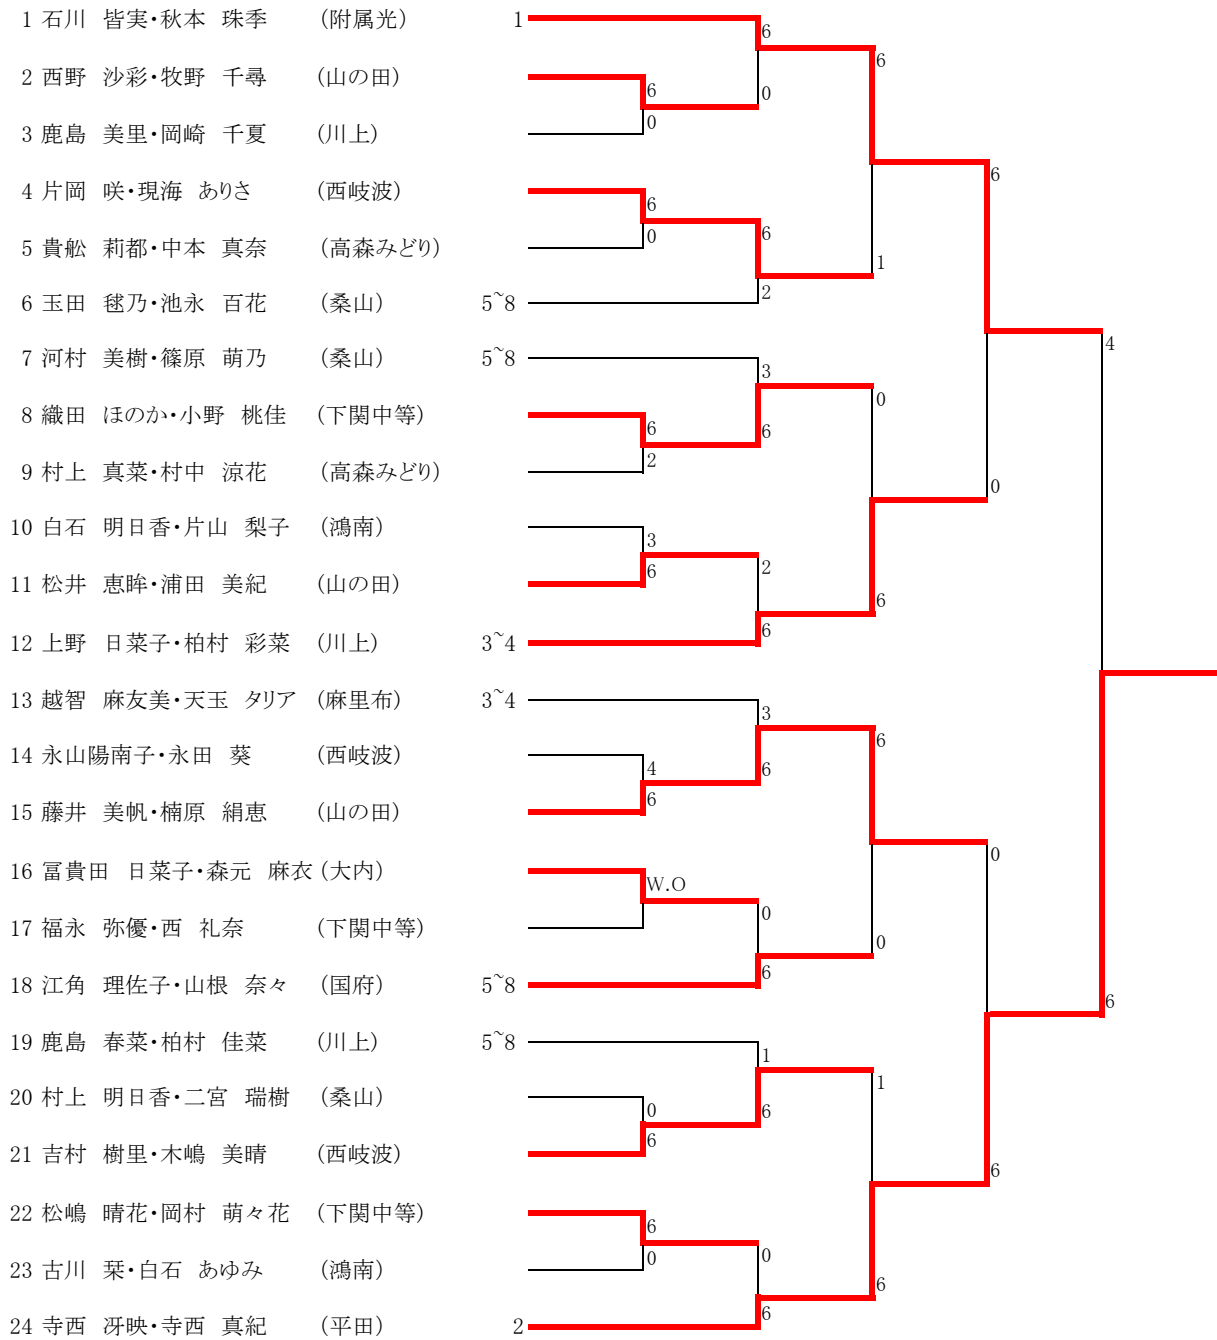 1 石川 皆実・秋本 珠季 (附属光) 1
6
6
2 西野 沙彩・牧野 千尋 (山の田)
6
0
0
3 鹿島 美里・岡崎 千夏 (川上)
6
4 片岡 咲・現海 ありさ (西岐波)
6
0
6
5 貴舩 莉都・中本 真奈 (高森みどり)
1
2
6 玉田 毬乃・池永 百花 (桑山) 5~8
4
7 河村 美樹・篠原 萌乃 (桑山) 5~8
3
0
8 織田 ほのか・小野 桃佳 (下関中等)
6
6
2
9 村上 真菜・村中 涼花 (高森みどり)
0
10 白石 明日香・片山 梨子 (鴻南)
3
6
2
11 松井 恵眸・浦田 美紀 (山の田)
6
6
12 上野 日菜子・柏村 彩菜 (川上) 3~4
13 越智 麻友美・天玉 タリア (麻里布) 3~4
3
6
14 永山陽南子・永田 葵 (西岐波)
4
6
6
15 藤井 美帆・楠原 絹恵 (山の田)
0
16 冨貴田 日菜子・森元 麻衣 (大内)
W.O
0
17 福永 弥優・西 礼奈 (下関中等)
0
6
18 江角 理佐子・山根 奈々 (国府) 5~8
6
19 鹿島 春菜・柏村 佳菜 (川上) 5~8
1
1
20 村上 明日香・二宮 瑞樹 (桑山)
0
6
6
21 吉村 樹里・木嶋 美晴 (西岐波)
6
22 松嶋 晴花・岡村 萌々花 (下関中等)
6
0
0
23 古川 栞・白石 あゆみ (鴻南)
6
6
24 寺西 冴映・寺西 真紀 (平田) 2